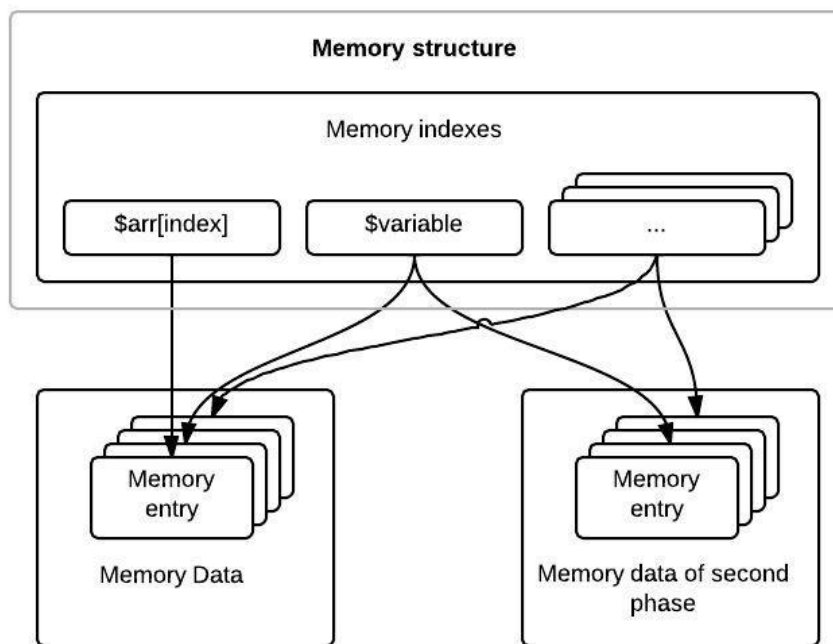 Memory structure
Memory indexes
$arr[index]
$variable
...
Memory
entry
Memory Data
Memory
entry
Memory data of second
phase